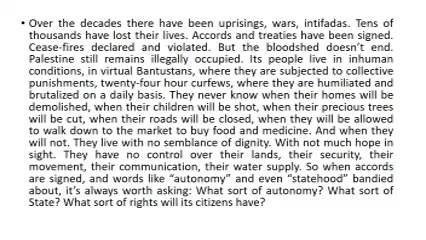 • Over the decades there have been uprisings, wars, intifadas. Tens of
thousands have lost their lives. Accords and treaties have been signed.
Cease-fires declared and violated. But the bloodshed doesn't end.
Palestine still remains illegally occupied. Its people live in inhuman
conditions, in virtual Bantustans, where they are subjected to collective
punishments, twenty-four hour curfews, where they are humiliated and
brutalized on a daily basis. They never know when their homes will be
demolished, when their children will be shot, when their precious trees
will be cut, when their roads will be closed, when they will be allowed
to walk down to the market to buy food and medicine. And when they
will not. They live with no semblance of dignity. With not much hope in
sight. They have no control over their lands, their security, their
movement, their communication, their water supply. So when accords
are signed, and words like “autonomy” and even “statehood” bandied
about, it's always worth asking: What sort of autonomy? What sort of
State? What sort of rights will its citizens have?